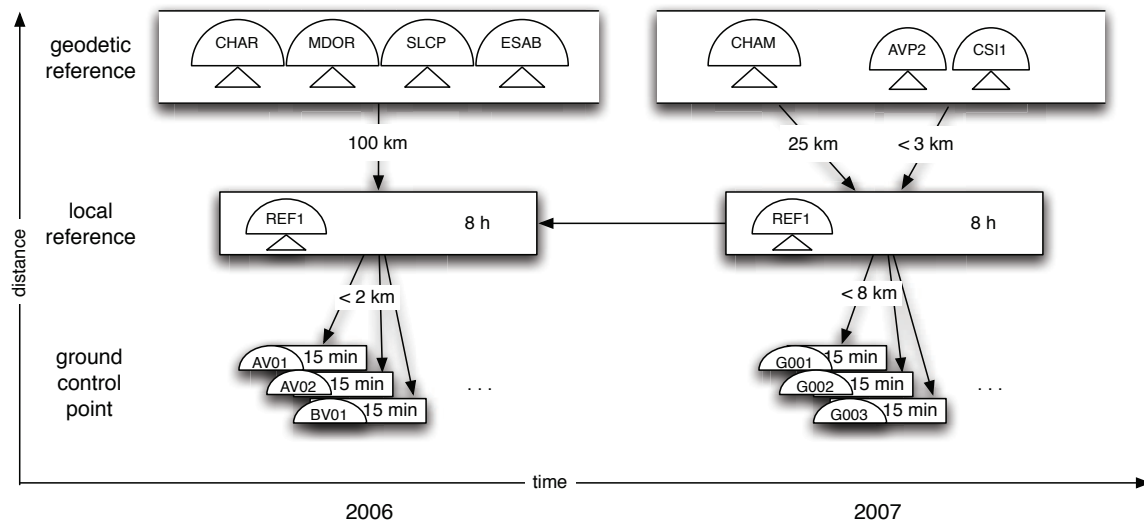 geodetic
reference
CHAR
MDOR
SLCP
ESAB
CHAM
AVP2
CSI1
100 km
25 km
< 3 km
local
reference
REF1
8 h
REF1
8 h
distance
< 2 km
< 8 km
ground
control
point
AV01
15 min
AV02
15 min
BV01
15 min
. . .
G001
15 min
G002
15 min
G003
15 min
. . .
time
2006
2007